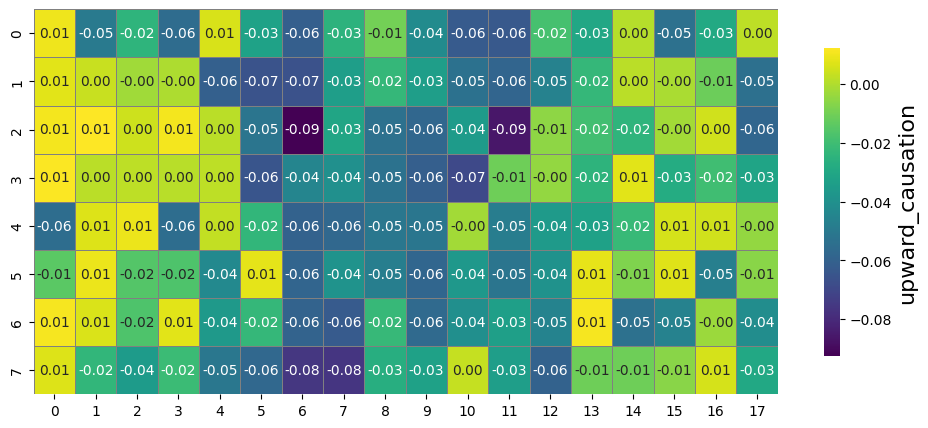 0 0.01 -0.05 -0.02 -0.06 0.01 -0.03 -0.06 -0.03 -0.01 -0.04 -0.06 -0.06 -0.02 -0.03 0.00 -0.05 -0.03 0.00
1 0.01 0.00 -0.00 -0.00 -0.06 -0.07 -0.07 -0.03 -0.02 -0.03 -0.05 -0.06 -0.05 -0.02 0.00 -0.00 -0.01 -0.05
2 0.01 0.01 0.00 0.01 0.00 -0.05 -0.09 -0.03 -0.05 -0.06 -0.04 -0.09 -0.01 -0.02 -0.02 -0.00 0.00 -0.06
3 0.01 0.00 0.00 0.00 0.00 -0.06 -0.04 -0.04 -0.05 -0.06 -0.07 -0.01 -0.00 -0.02 0.01 -0.03 -0.02 -0.03
4 -0.06 0.01 0.01 -0.06 0.00 -0.02 -0.06 -0.06 -0.05 -0.05 -0.00 -0.05 -0.04 -0.03 -0.02 0.01 0.01 -0.00
5 -0.01 0.01 -0.02 -0.02 -0.04 0.01 -0.06 -0.04 -0.05 -0.06 -0.04 -0.05 -0.04 0.01 -0.01 0.01 -0.05 -0.01
6 0.01 0.01 -0.02 0.01 -0.04 -0.02 -0.06 -0.06 -0.02 -0.06 -0.04 -0.03 -0.05 0.01 -0.05 -0.05 -0.00 -0.04
7 0.01 -0.02 -0.04 -0.02 -0.05 -0.06 -0.08 -0.08 -0.03 -0.03 0.00 -0.03 -0.06 -0.01 -0.01 -0.01 0.01 -0.03
0 1 2 3 4 5 6 7 8 9 10 11 12 13 14 15 16 17
0.00
−0.02
−0.04
−0.06
−0.08
upward_causation